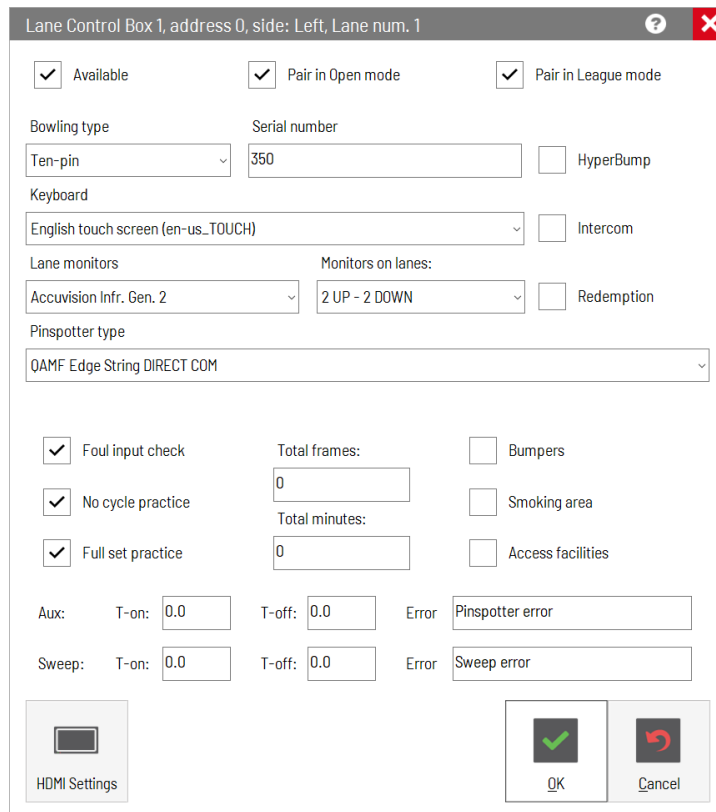 Lane Control Box 1, address 0, side: Left, Lane num. 1
Available
Pair in Open mode
Pair in League mode
Bowling type
Serial number
Ten-pin
350
HyperBump
Keyboard
English touch screen (en-us_TOUCH)
Intercom
Lane monitors
Monitors on lanes:
Accuvision Infr. Gen. 2
2 UP - 2 DOWN
Redemption
Pinspotter type
QAMF Edge String DIRECT COM
Foul input check
Total frames:
Bumpers
0
No cycle practice
Smoking area
Total minutes:
Full set practice
0
Access facilities
Aux:
T-on:
0.0
T-off:
0.0
Error
Pinspotter error
Sweep:
T-on:
0.0
T-off:
0.0
Error
Sweep error
HDMI Settings
OK
Cancel